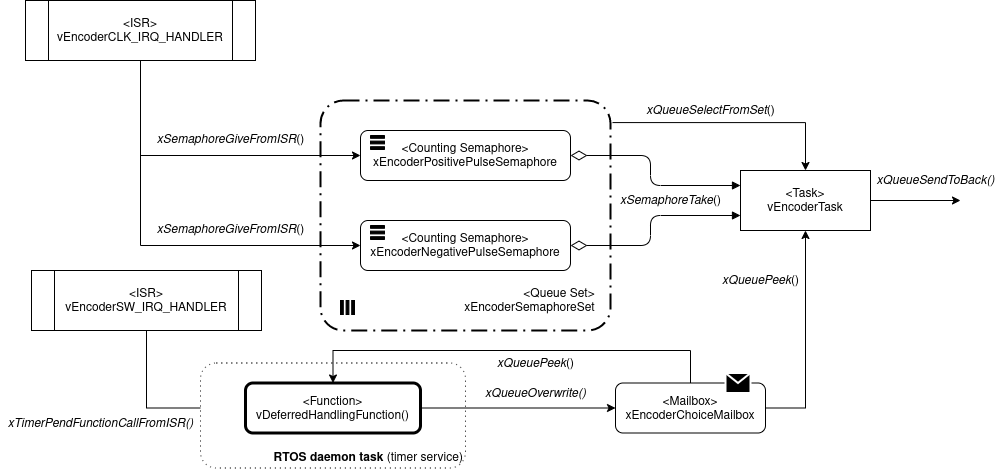 <ISR>
vEncoderCLK_IRQ_HANDLER
xSemaphoreGiveFromISR()
xQueueSelectFromSet()
<Counting Semaphore>
xEncoderPositivePulseSemaphore
<Task>
vEncoderTask
xQueueSendToBack()
xSemaphoreTake()
xSemaphoreGiveFromISR()
<Counting Semaphore>
xEncoderNegativePulseSemaphore
<Queue Set>
xEncoderSemaphoreSet
xQueuePeek()
<ISR>
vEncoderSW_IRQ_HANDLER
xTimerPendFunctionCallFromISR()
xQueuePeek()
<Function>
vDeferredHandlingFunction()
xQueueOverwrite()
<Mailbox>
xEncoderChoiceMailbox
RTOS daemon task (timer service)